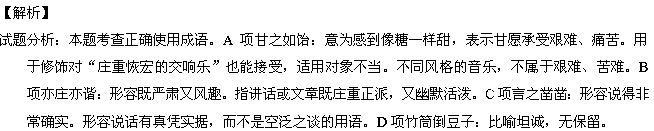 【解析】
试题分析：本题考查正确使用成语。A 项甘之如饴：意为感到像糖一样甜，表示甘愿承受艰难、痛苦。用
于修饰对“庄重恢宏的交响乐”也能接受，适用对象不当。不同风格的音乐，不属于艰难、苦难。B
项亦庄亦谐：形容既严肃又风趣。指讲话或文章既庄重正派，又幽默活泼。C 项言之凿凿：形容说得非
常确实。形容说话有真凭实据，而不是空泛之谈的用语。D 项竹筒倒豆子：比喻坦诚，无保留。